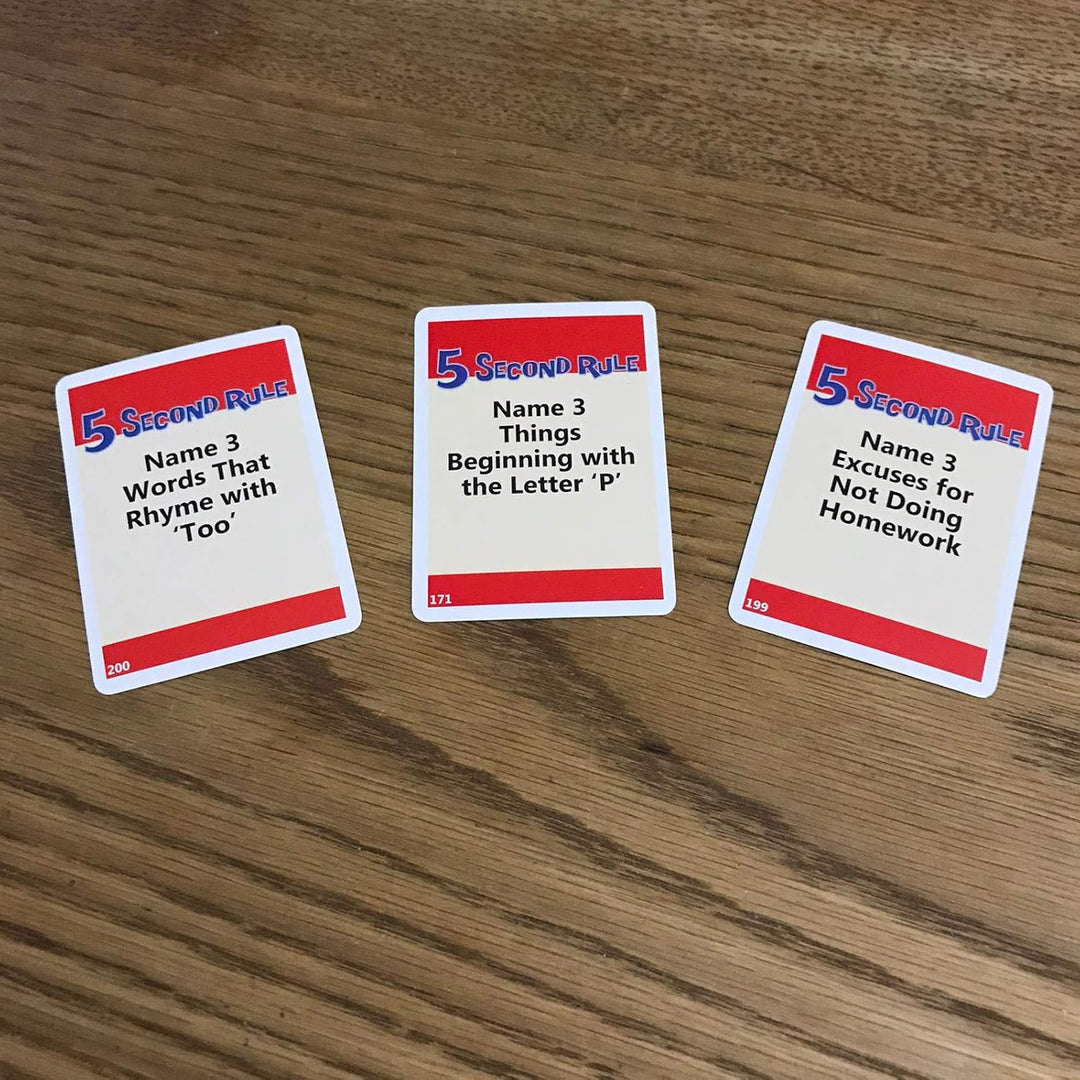 5 SECOND RULE
Name 3
Words That
Rhyme with
‘Too’
200
5 SECOND RULE
Name 3
Things
Beginning with
the Letter ‘P’
171
5 SECOND RULE
Name 3
Excuses for
Not Doing
Homework
199